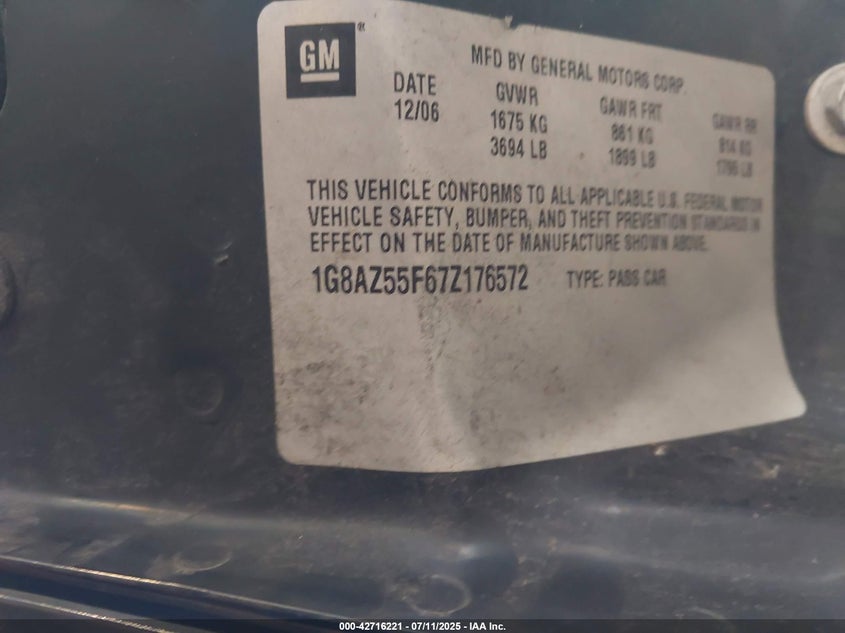 GM
MFD BY GENERAL MOTORS CORP.
DATE GVWR GAWR FRT GAWR RR
12/06 1675 KG 861 KG 814 KG
3694 LB 1899 LB 1796 LB
THIS VEHICLE CONFORMS TO ALL APPLICABLE U.S. FEDERAL MOTOR
VEHICLE SAFETY, BUMPER, AND THEFT PREVENTION STANDARDS IN
EFFECT ON THE DATE OF MANUFACTURE SHOWN ABOVE.
1G8AZ55F67Z176572 TYPE: PASS CAR
000-42716221 - 07/11/2025 - IAA Inc.